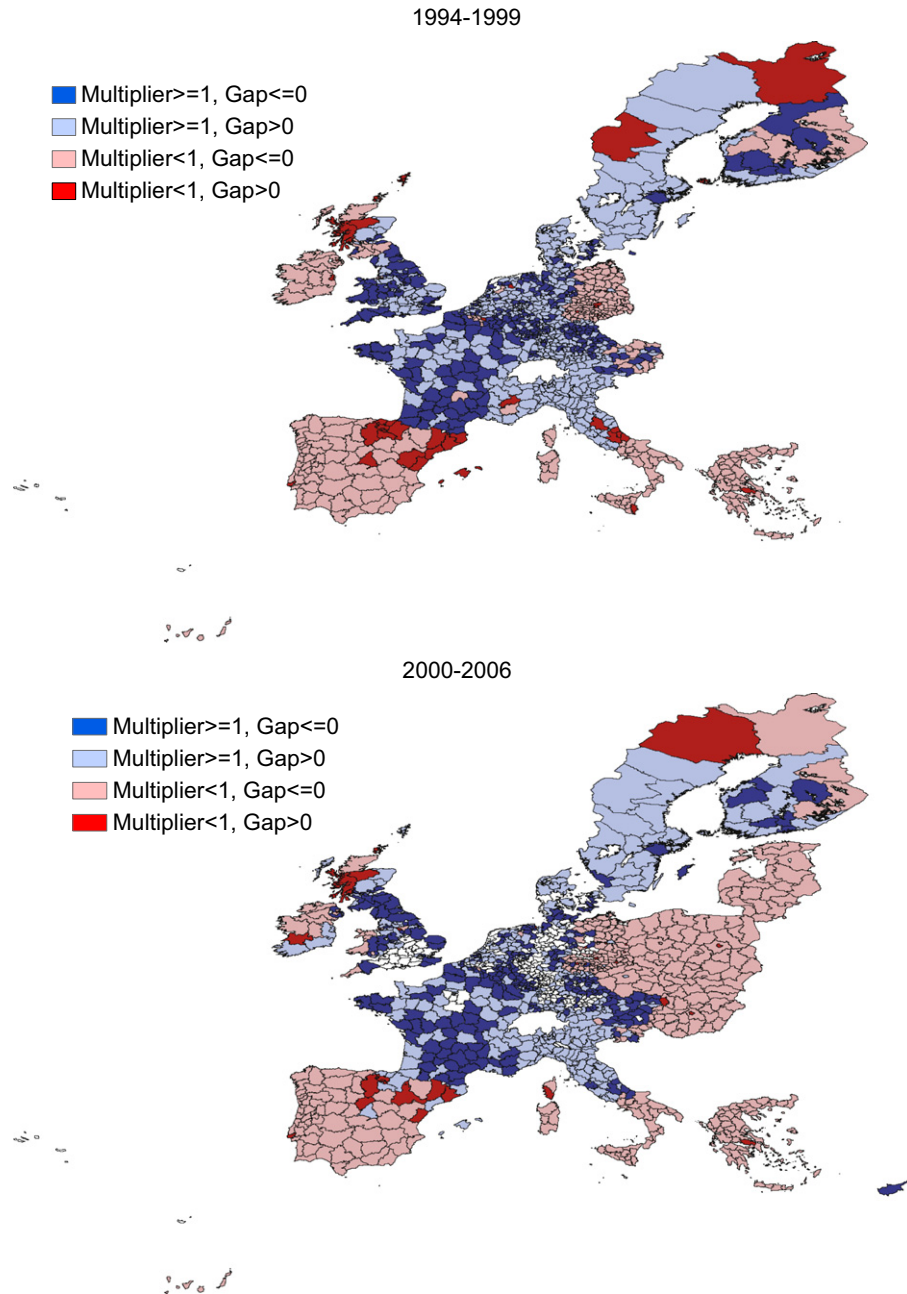 1994-1999
Multiplier>=1, Gap<=0
Multiplier>=1, Gap>0
Multiplier<1, Gap<=0
Multiplier<1, Gap>0
2000-2006
Multiplier>=1, Gap<=0
Multiplier>=1, Gap>0
Multiplier<1, Gap<=0
Multiplier<1, Gap>0